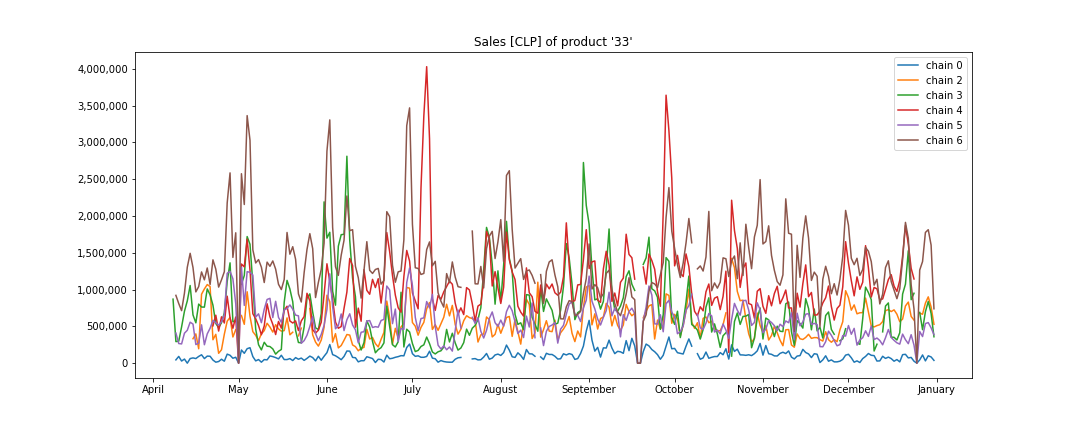 Sales [CLP] of product '33'
4,000,000
3,500,000
3,000,000
2,500,000
2,000,000
1,500,000
1,000,000
500,000
0
chain 0
chain 2
chain 3
chain 4
chain 5
chain 6
April May June July August September October November December January